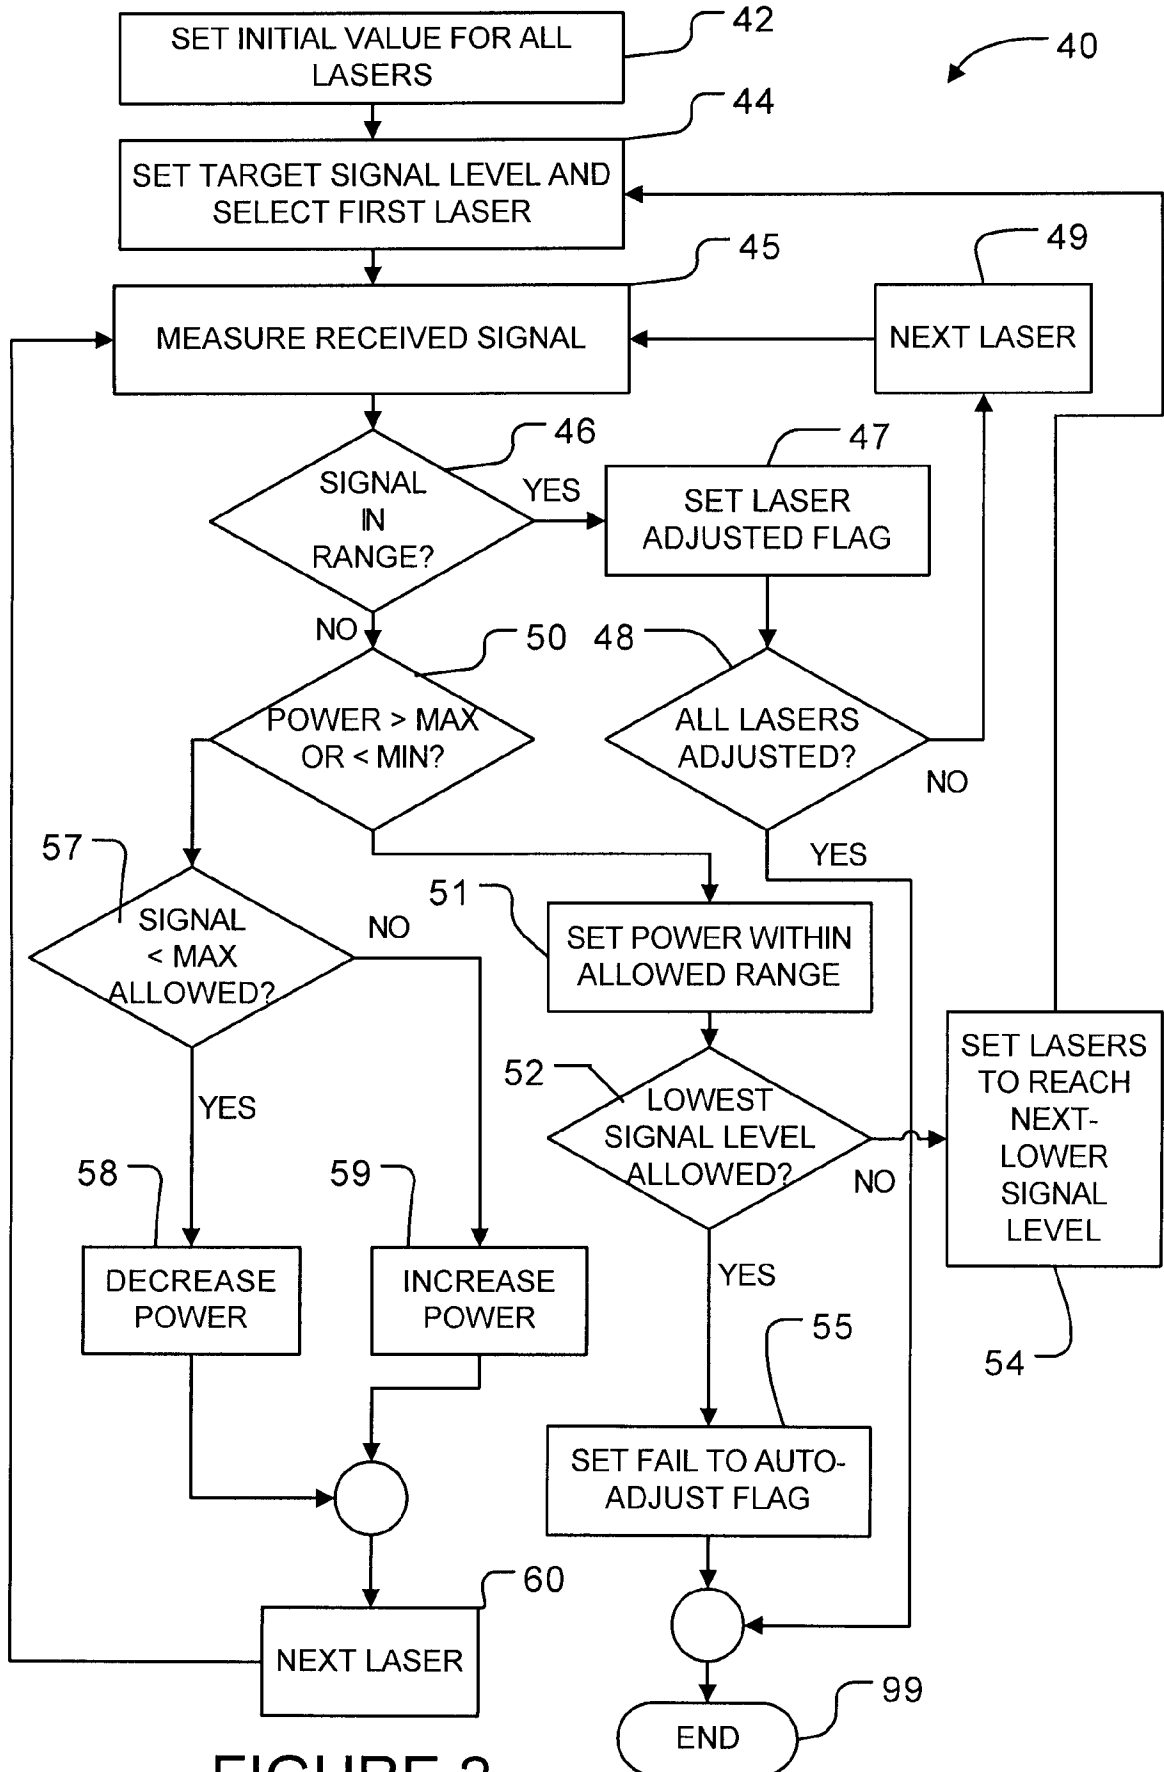 SET INITIAL VALUE FOR ALL
LASERS
42
40
44
SET TARGET SIGNAL LEVEL AND
SELECT FIRST LASER
45
49
MEASURE RECEIVED SIGNAL
NEXT LASER
46
47
SIGNAL
IN
RANGE?
YES
SET LASER
ADJUSTED FLAG
NO
50
48
POWER > MAX
OR < MIN?
ALL LASERS
ADJUSTED?
NO
YES
57
51
SIGNAL
< MAX
ALLOWED?
NO
SET POWER WITHIN
ALLOWED RANGE
52
LOWEST
SIGNAL LEVEL
ALLOWED?
NO
SET LASERS
TO REACH
NEXT-
LOWER
SIGNAL
LEVEL
YES
58
59
DECREASE
POWER
INCREASE
POWER
YES
55
54
SET FAIL TO AUTO-
ADJUST FLAG
60
NEXT LASER
99
END